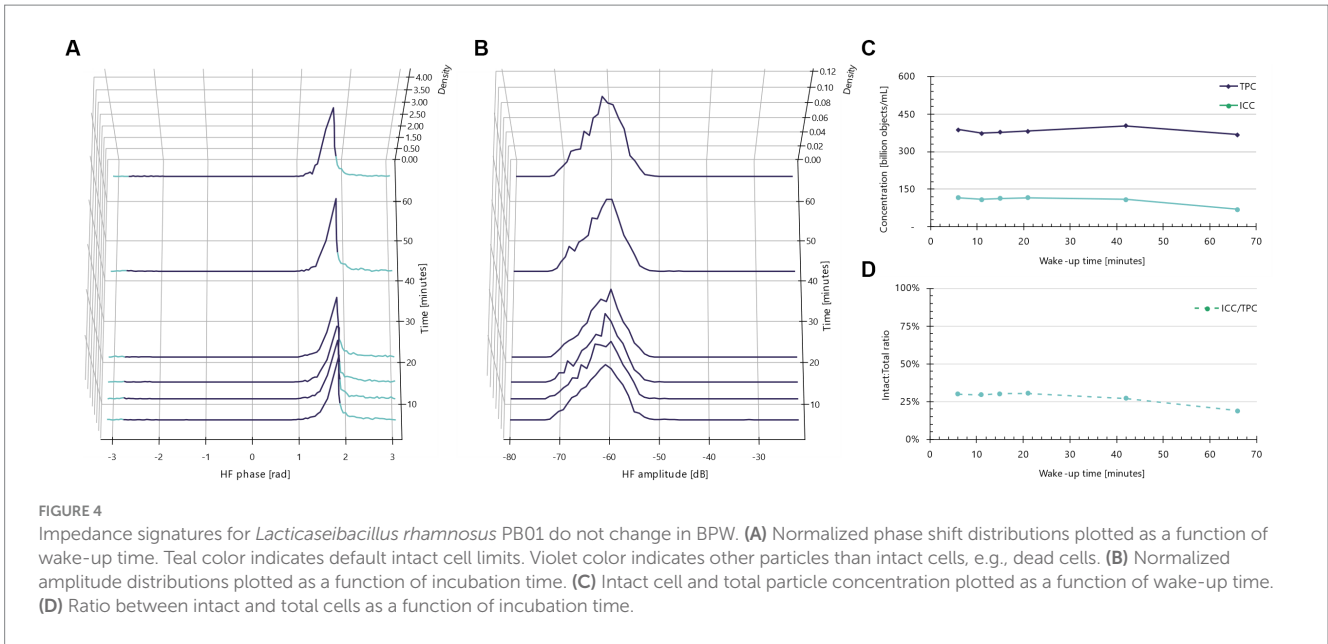 A
4.00
3.50
3.00
2.50
2.00
1.50
0.50
0.00
Density
60
50
40
30
20
10
Time [minutes]
-3 -2 -1 0 1 2 3
HF phase [rad]
B
0.12
0.10
0.08
0.06
0.04
0.02
0.00
Density
60
50
40
30
20
10
Time [minutes]
-80 -70 -60 -50 -40 -30
HF amplitude [dB]
C
600
450
300
150
-
Concentration [billion objects/mL]
TPC
ICC
0 10 20 30 40 50 60 70
Wake-up time [minutes]
D
100%
75%
50%
25%
0%
Intact:Total ratio
ICC/TPC
0 10 20 30 40 50 60 70
Wake-up time [minutes]
FIGURE 4
Impedance signatures for Lacticaseibacillus rhamnosus PB01 do not change in BPW. (A) Normalized phase shift distributions plotted as a function of
wake-up time. Teal color indicates default intact cell limits. Violet color indicates other particles than intact cells, e.g., dead cells. (B) Normalized
amplitude distributions plotted as a function of incubation time. (C) Intact cell and total particle concentration plotted as a function of wake-up time.
(D) Ratio between intact and total cells as a function of incubation time.